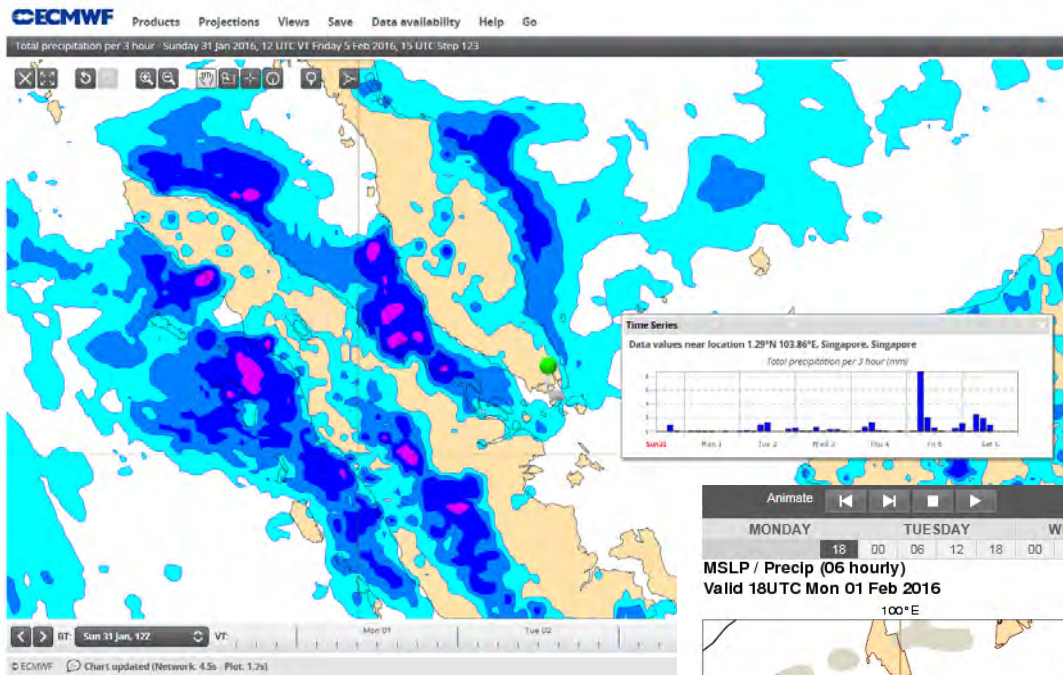 ECMWF Products Projections Views Save Data availability Help Go
Total precipitation per 3 hour - Sunday 31 Jan 2016, 12 UTC VT Friday 5 Feb 2016, 15 UTC Step 123
Time Series
Data values near location 1.29°N 103.86°E, Singapore, Singapore
Total precipitation per 3 hour (mm)
Sun31 Mon 1 Tue 2 Wed 3 Thu 4 Fri 5 Sat 6
Animate
MONDAY TUESDAY W
18 00 06 12 18 00
MSLP / Precip (06 hourly)
Valid 18UTC Mon 01 Feb 2016
100°E
BT: Sun 31 Jan, 12Z VT: Mon 01 Tue 02
© ECMWF Chart updated (Network: 4.5s Plot: 1.7s)